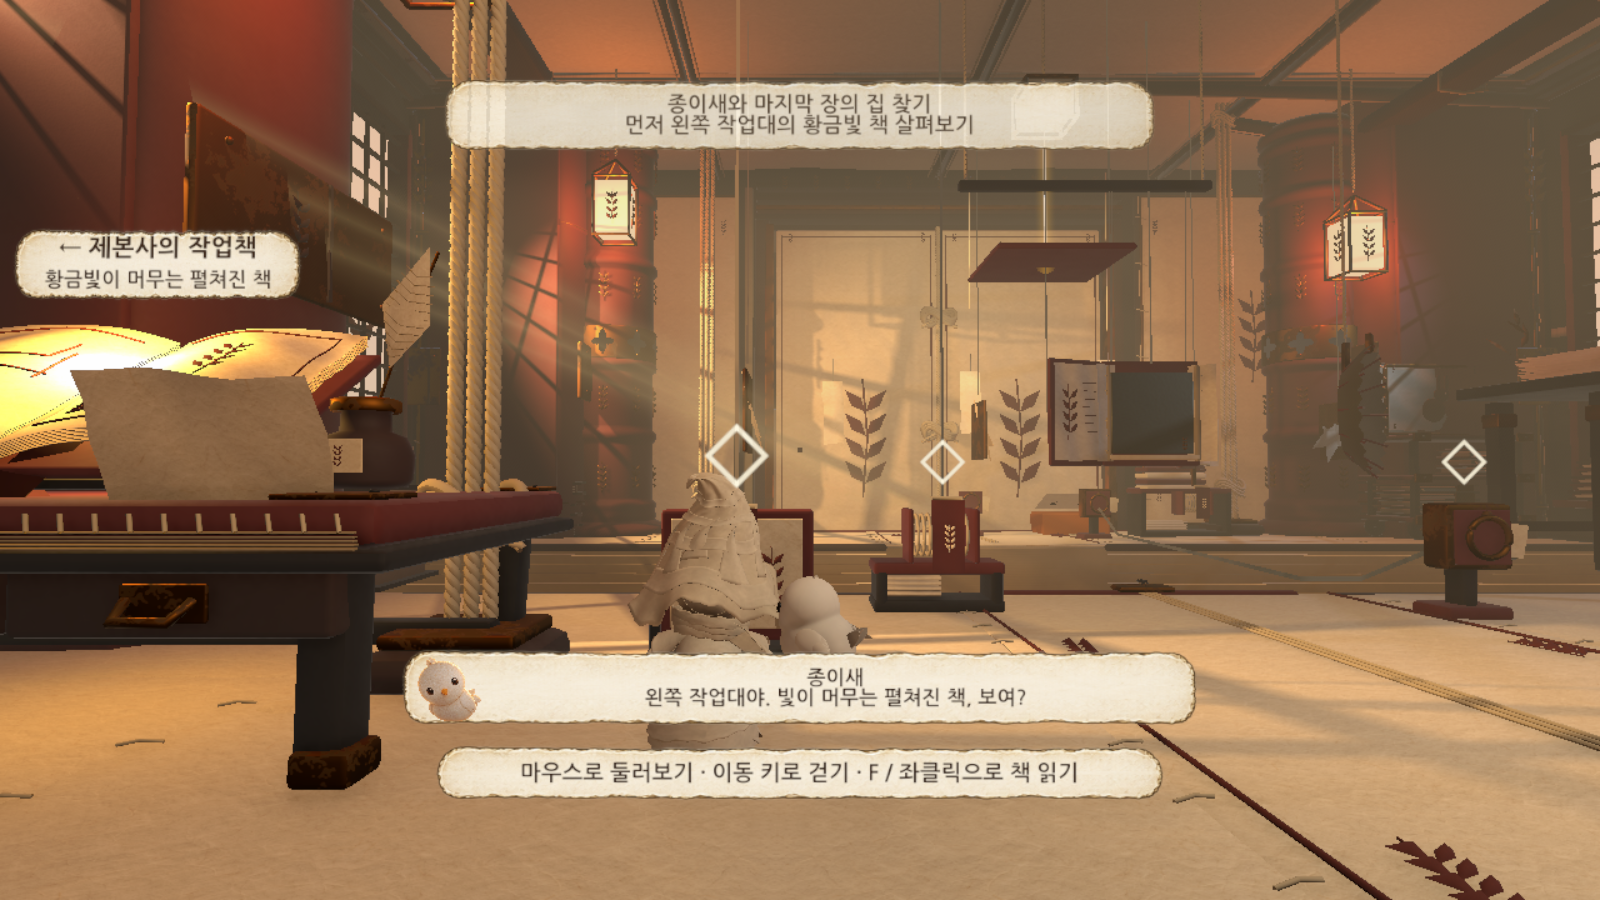 종이새와 마지막 장의 집 찾기
먼저 왼쪽 작업대의 황금빛 책 살펴보기
← 제본사의 작업책
황금빛이 머무는 펼쳐진 책
종이새
왼쪽 작업대야. 빛이 머무는 펼쳐진 책, 보여?
마우스로 둘러보기 · 이동 키로 걷기 · F / 좌클릭으로 책 읽기